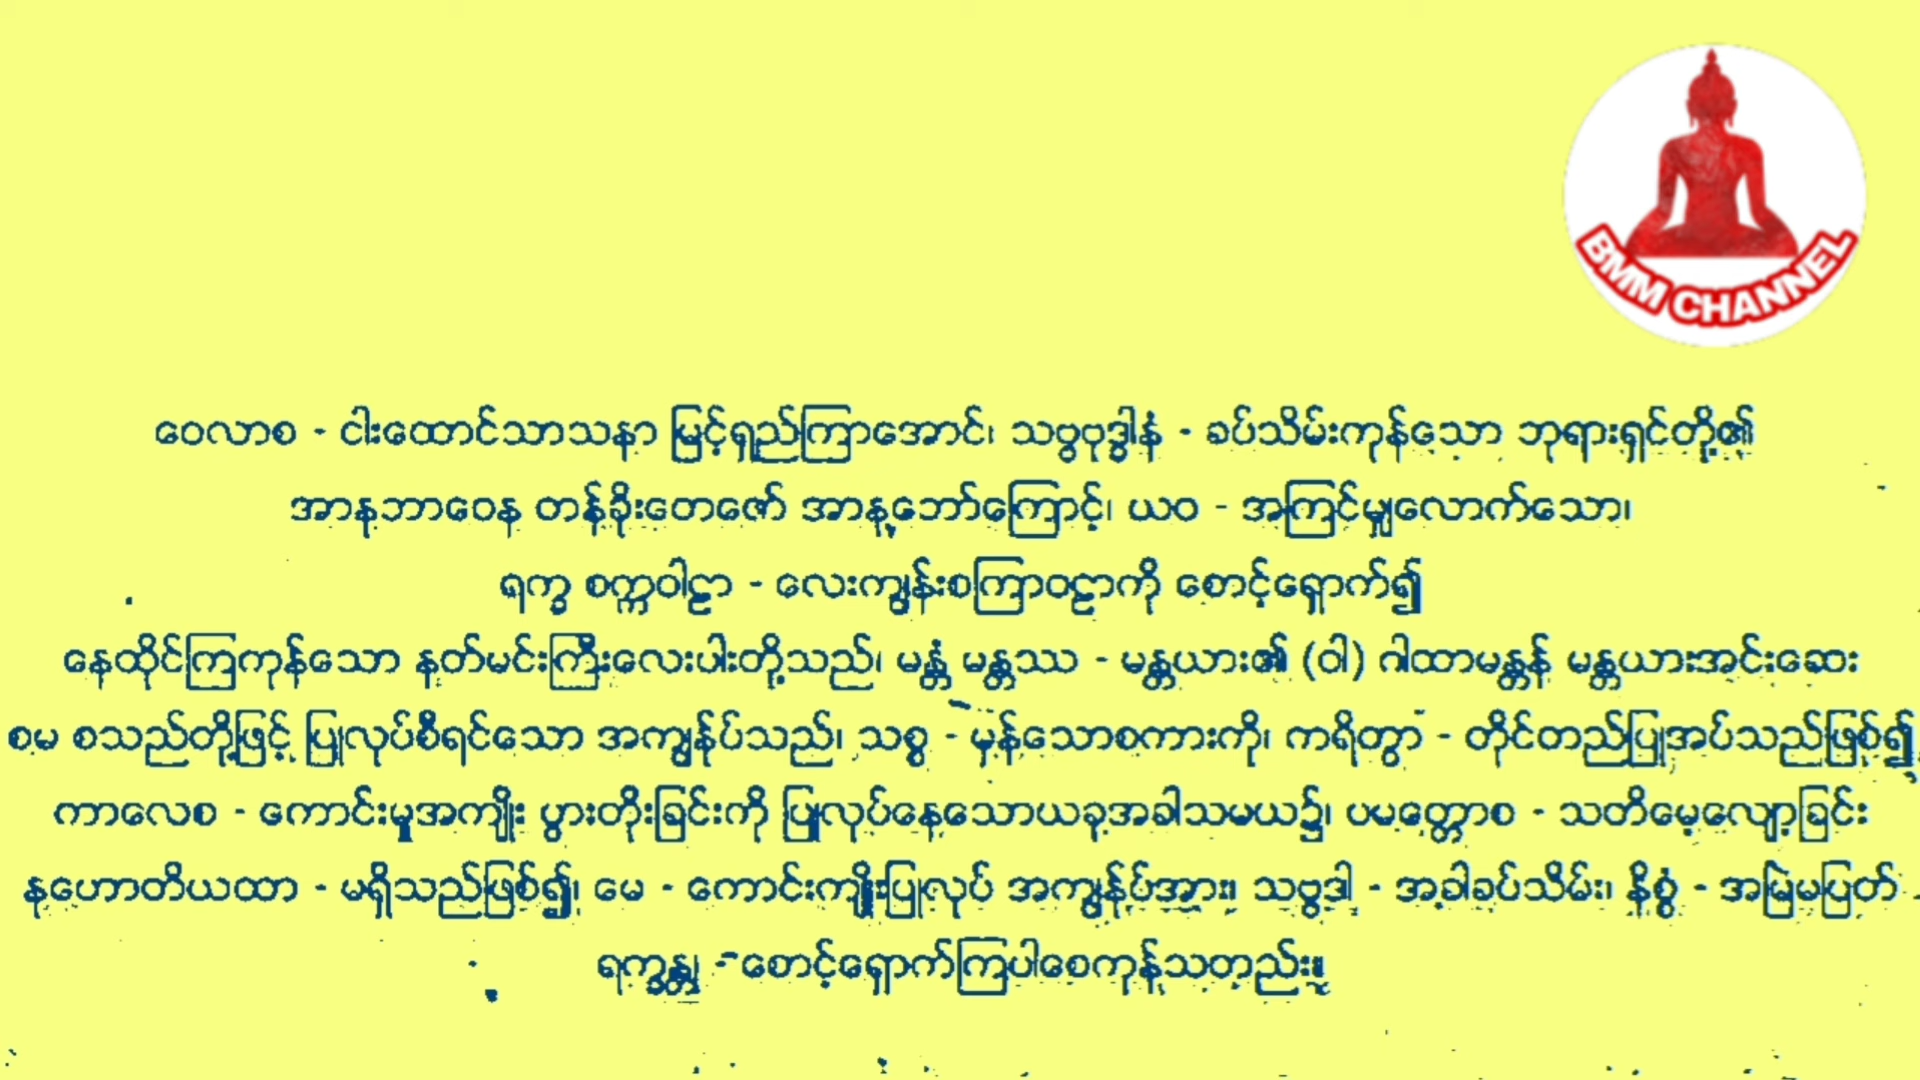 BMM CHANNEL
ဝေလာစ - ငါးထောင်သာသနာ မြင့်ရှည်ကြာအောင်၊ သဗ္ဗဗုဒ္ဓါနံ - ခပ်သိမ်းကုန်သော ဘုရားရှင်တို့၏
အာနုဘာဝေန တန်ခိုးတေဇော် အာနုဘော်ကြောင့်၊ ယဝ - အကြင်မျှလောက်သော၊
ရက္ခ စက္ကဝါဠာ - လေးကျွန်းစကြာဝဠာကို စောင့်ရှောက်၍
နေထိုင်ကြကုန်သော နတ်မင်းကြီးလေးပါးတို့သည်၊ မန္တံ မန္တဿ - မန္တယား၏ (ဝါ) ဂါထာမန္တန် မန္တယားအင်းဆေး
စမ စသည်တို့ဖြင့် ပြုလုပ်စီရင်သော အကျွန်ုပ်သည်၊ သစ္စ - မှန်သောစကားကို၊ ကရိတွာ - တိုင်တည်ပြုအပ်သည်ဖြစ်၍
ကာလေစ - ကောင်းမှုအကျိုး ပွားတိုးခြင်းကို ပြုလုပ်နေသောယခုအခါသမယ၌၊ ပမတ္တောစ - သတိမေ့လျော့ခြင်း
နဟောတိယထာ - မရှိသည်ဖြစ်၍၊ မေ - ကောင်းကျိုးပြုလုပ် အကျွန်ုပ်အား၊ သဗ္ဗဒါ - အခါခပ်သိမ်း၊ နိစ္စံ - အမြဲမပြတ်
ရက္ခန္တု - စောင့်ရှောက်ကြပါစေကုန်သတည်း။